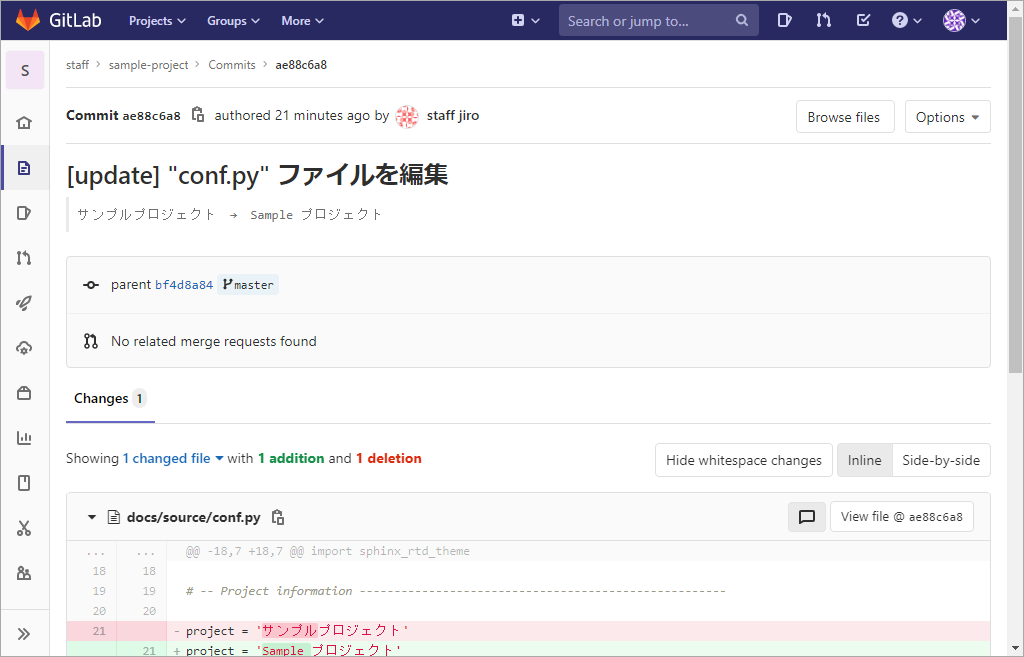 GitLab Projects Groups More Search or jump to...
S
staff > sample-project > Commits > ae88c6a8
Commit ae88c6a8 authored 21 minutes ago by staff jiro Browse files Options
[update] "conf.py" ファイルを編集
サンプルプロジェクト → Sample プロジェクト
parent bf4d8a84 master
No related merge requests found
Changes 1
Showing 1 changed file with 1 addition and 1 deletion Hide whitespace changes Inline Side-by-side
docs/source/conf.py View file @ ae88c6a8
... ... @@ -18,7 +18,7 @@ import sphinx_rtd_theme
18 18
19 19 # -- Project information -----------------------------------------------------
20 20
21 - project = 'サンプルプロジェクト'
21 + project = 'Sample プロジェクト'